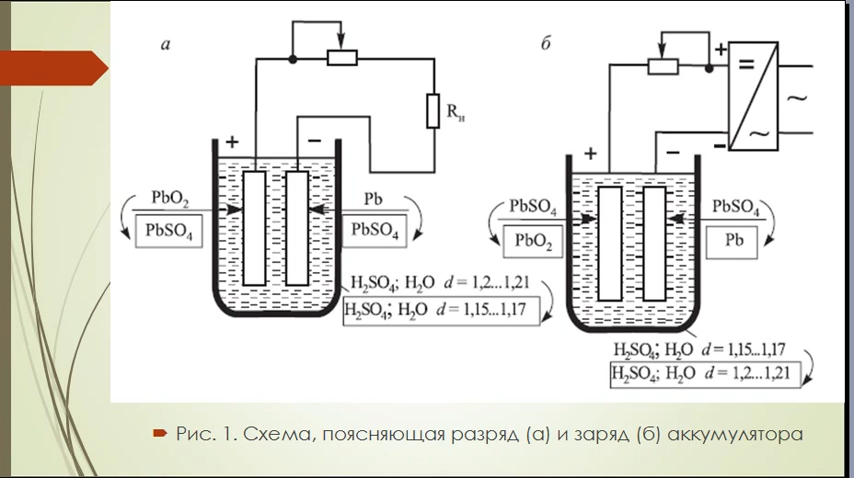 а
б
+
=
Rн
~
~
+
−
−
+
−
PbO₂
PbSO₄
Pb
PbSO₄
PbSO₄
PbO₂
PbSO₄
Pb
H₂SO₄; H₂O d = 1,2...1,21
H₂SO₄; H₂O d = 1,15...1,17
H₂SO₄; H₂O d = 1,15...1,17
H₂SO₄; H₂O d = 1,2...1,21
Рис. 1. Схема, поясняющая разряд (а) и заряд (б) аккумулятора